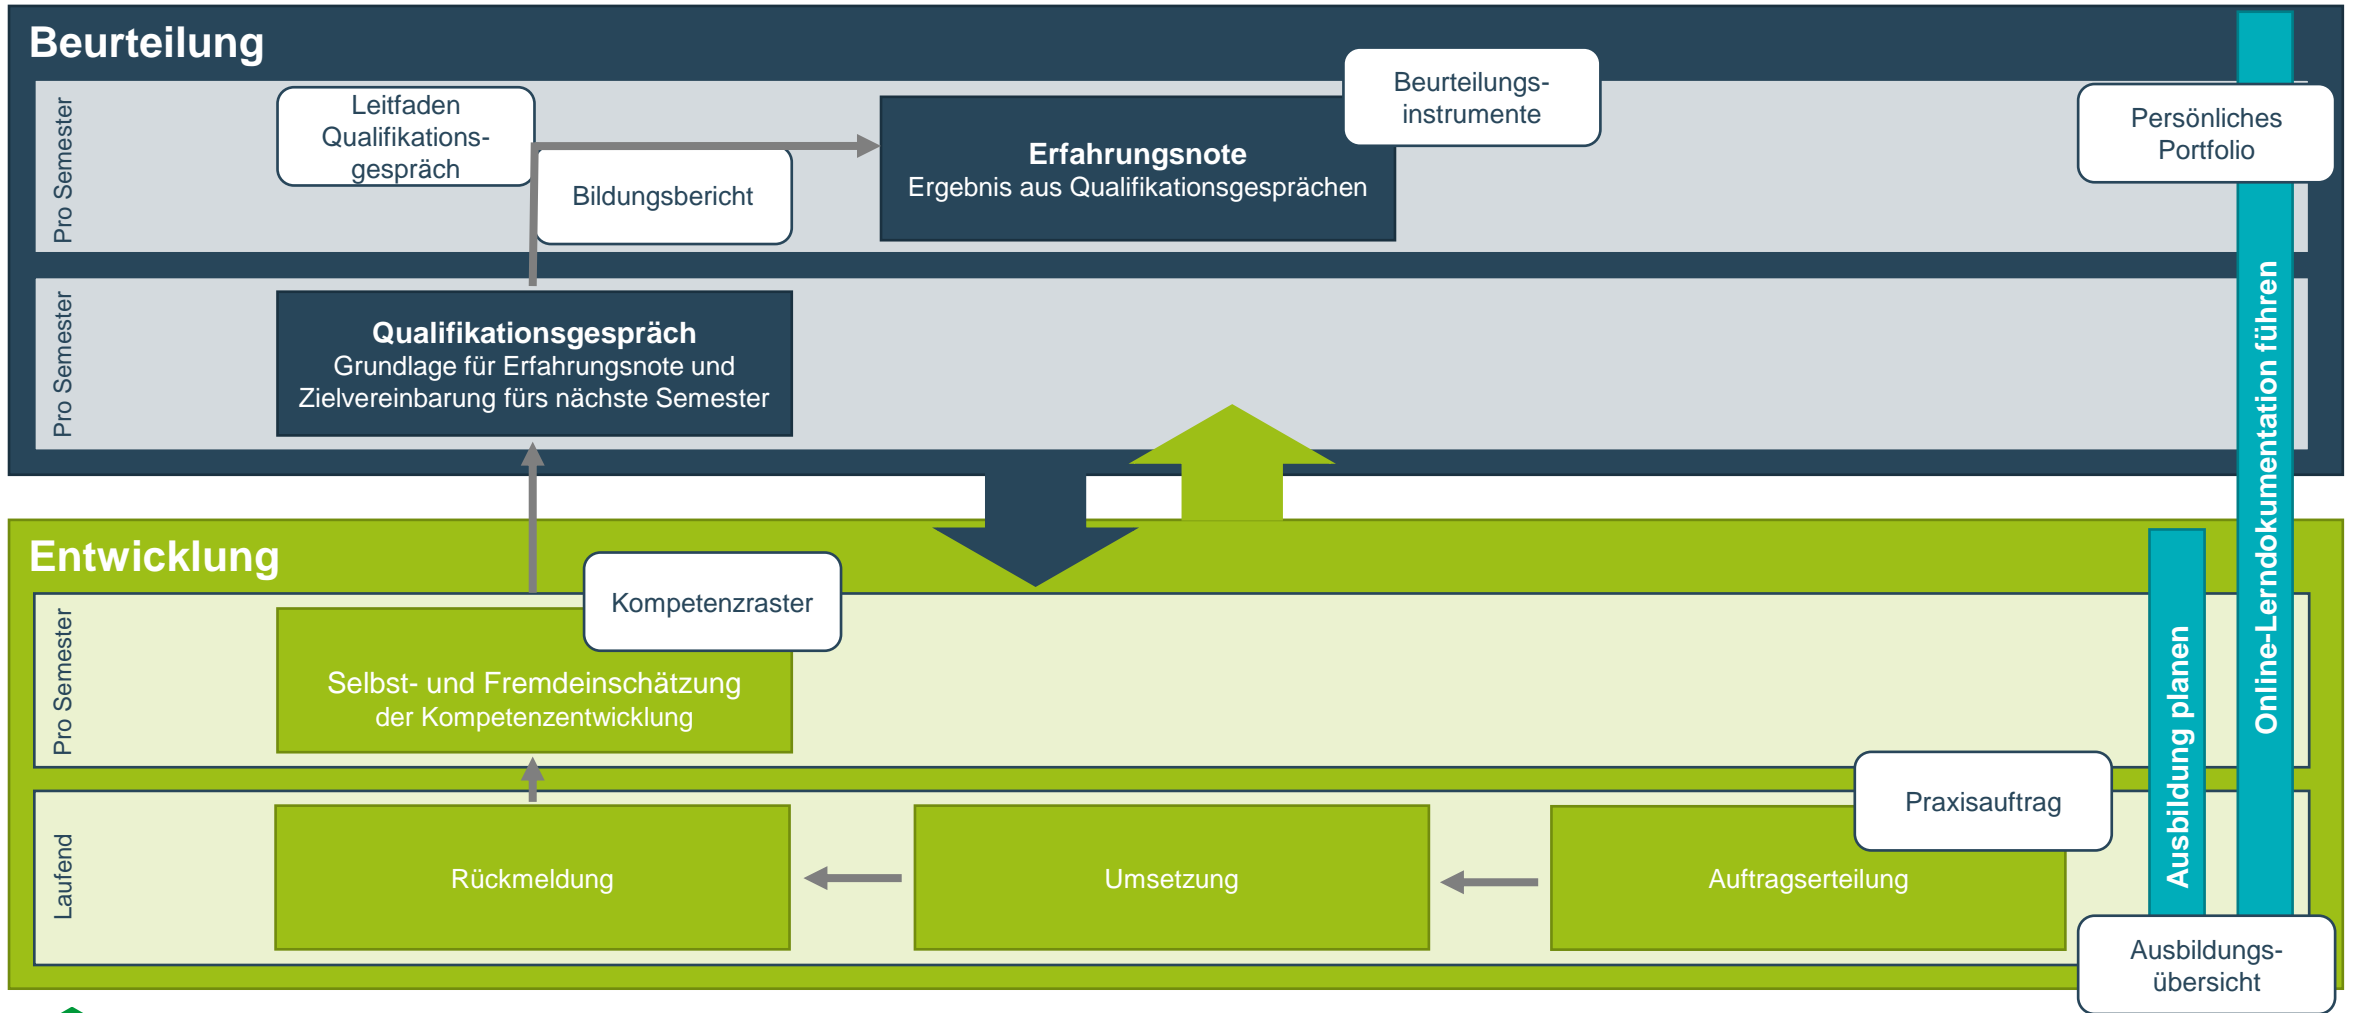 Beurteilung
Pro Semester
Leitfaden
Qualifikations-
gespräch
Bildungsbericht
Erfahrungsnote
Ergebnis aus Qualifikationsgesprächen
Beurteilungs-
instrumente
Persönliches
Portfolio
Pro Semester
Qualifikationsgespräch
Grundlage für Erfahrungsnote und
Zielvereinbarung fürs nächste Semester
Online-Lerndokumentation führen
Entwicklung
Pro Semester
Kompetenzraster
Selbst- und Fremdeinschätzung
der Kompetenzentwicklung
Ausbildung planen
Laufend
Rückmeldung
Umsetzung
Auftragserteilung
Praxisauftrag
Ausbildungs-
übersicht